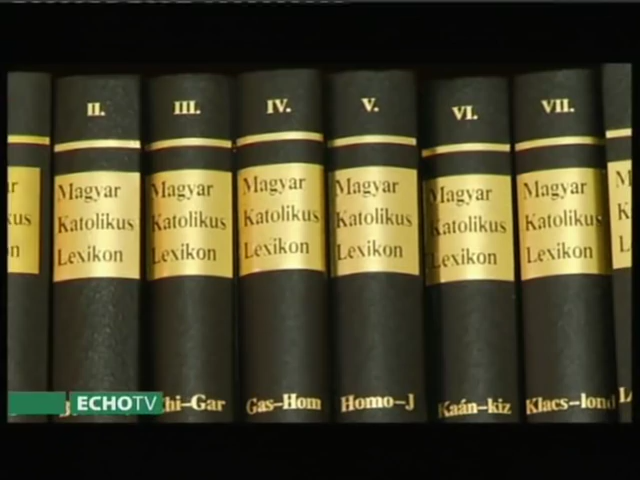 II.
Magyar
Katolikus
Lexikon
III.
Magyar
Katolikus
Lexikon
IV.
Magyar
Katolikus
Lexikon
Gas–Hom
V.
Magyar
Katolikus
Lexikon
Homo–J
VI.
Magyar
Katolikus
Lexikon
Kaán–kiz
VII.
Magyar
Katolikus
Lexikon
Klacs–lond
ECHOTV